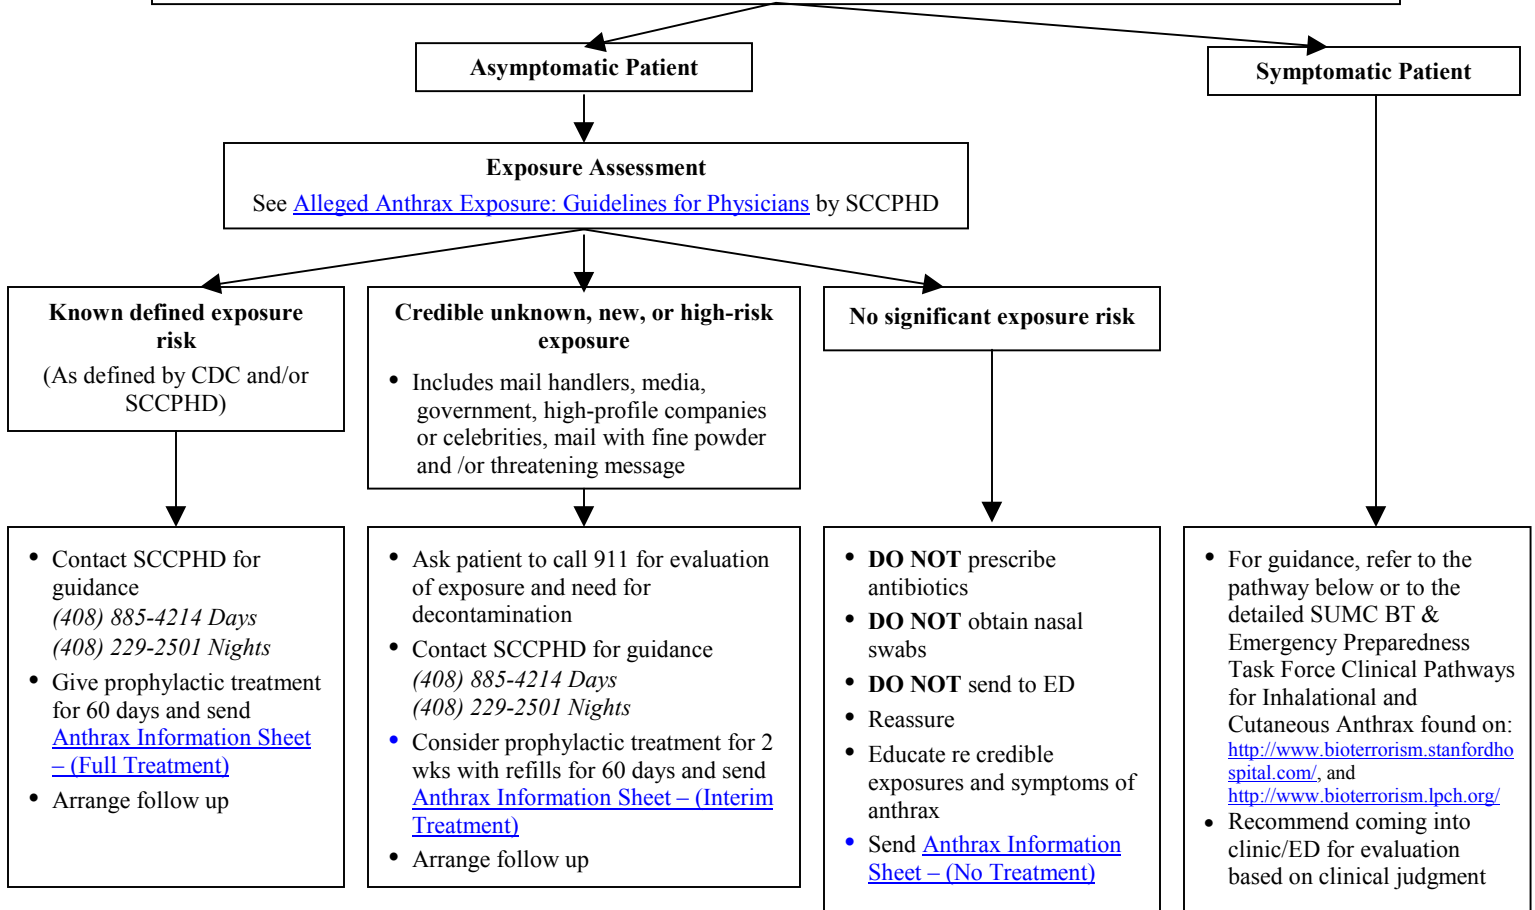 Asymptomatic Patient
Symptomatic Patient
Exposure Assessment
See Alleged Anthrax Exposure: Guidelines for Physicians by SCCPHD
Known defined exposure
risk
(As defined by CDC and/or
SCCPHD)
Credible unknown, new, or high-risk
exposure
• Includes mail handlers, media,
government, high-profile companies
or celebrities, mail with fine powder
and /or threatening message
No significant exposure risk
• Contact SCCPHD for
guidance
(408) 885-4214 Days
(408) 229-2501 Nights
• Give prophylactic treatment
for 60 days and send
Anthrax Information Sheet
– (Full Treatment)
• Arrange follow up
• Ask patient to call 911 for evaluation
of exposure and need for
decontamination
• Contact SCCPHD for guidance
(408) 885-4214 Days
(408) 229-2501 Nights
• Consider prophylactic treatment for 2
wks with refills for 60 days and send
Anthrax Information Sheet – (Interim
Treatment)
• Arrange follow up
• DO NOT prescribe
antibiotics
• DO NOT obtain nasal
swabs
• DO NOT send to ED
• Reassure
• Educate re credible
exposures and symptoms of
anthrax
• Send Anthrax Information
Sheet – (No Treatment)
• For guidance, refer to the
pathway below or to the
detailed SUMC BT &
Emergency Preparedness
Task Force Clinical Pathways
for Inhalational and
Cutaneous Anthrax found on:
http://www.bioterrorism.stanfordho
spital.com/, and
http://www.bioterrorism.lpch.org/
• Recommend coming into
clinic/ED for evaluation
based on clinical judgment